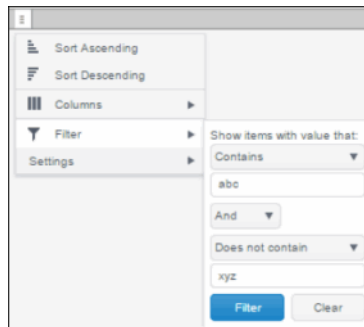 Sort Ascending
Sort Descending
Columns
Filter
Settings
Show items with value that:
Contains
abc
And
Does not contain
xyz
Filter
Clear